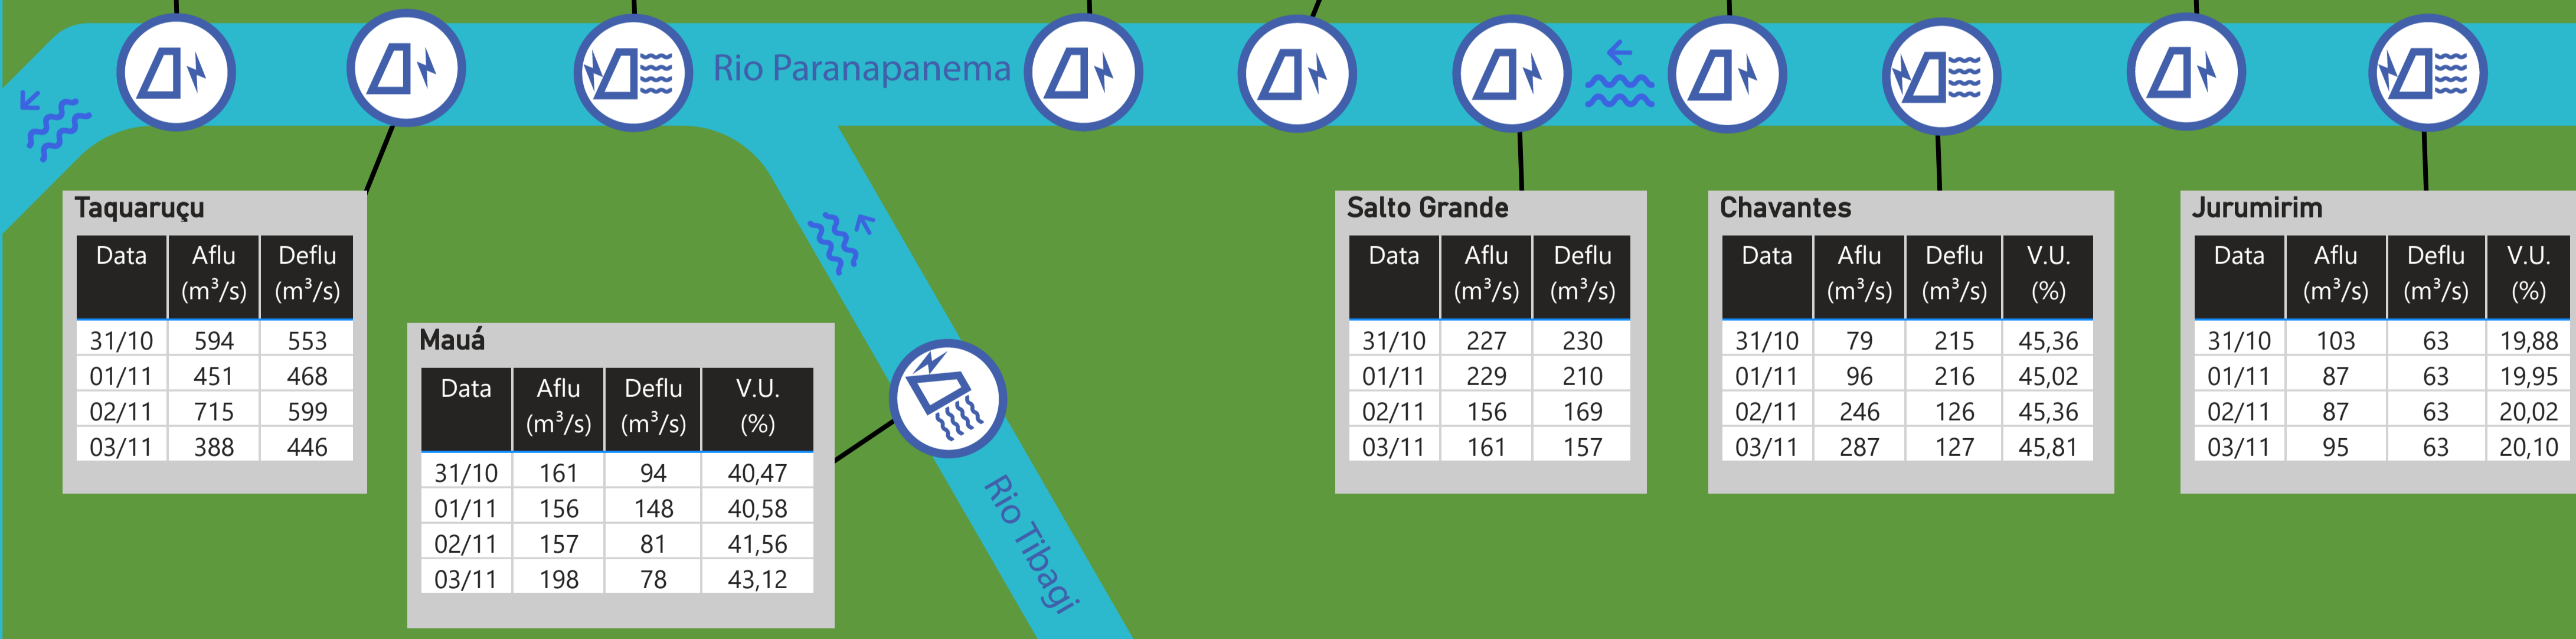 Rio Paranapanema
Taquaruçu
Data Aflu (m³/s) Deflu (m³/s)
31/10 594 553
01/11 451 468
02/11 715 599
03/11 388 446
Mauá
Data Aflu (m³/s) Deflu (m³/s) V.U. (%)
31/10 161 94 40,47
01/11 156 148 40,58
02/11 157 81 41,56
03/11 198 78 43,12
Rio Tibagi
Salto Grande
Data Aflu (m³/s) Deflu (m³/s)
31/10 227 230
01/11 229 210
02/11 156 169
03/11 161 157
Chavantes
Data Aflu (m³/s) Deflu (m³/s) V.U. (%)
31/10 79 215 45,36
01/11 96 216 45,02
02/11 246 126 45,36
03/11 287 127 45,81
Jurumirim
Data Aflu (m³/s) Deflu (m³/s) V.U. (%)
31/10 103 63 19,88
01/11 87 63 19,95
02/11 87 63 20,02
03/11 95 63 20,10